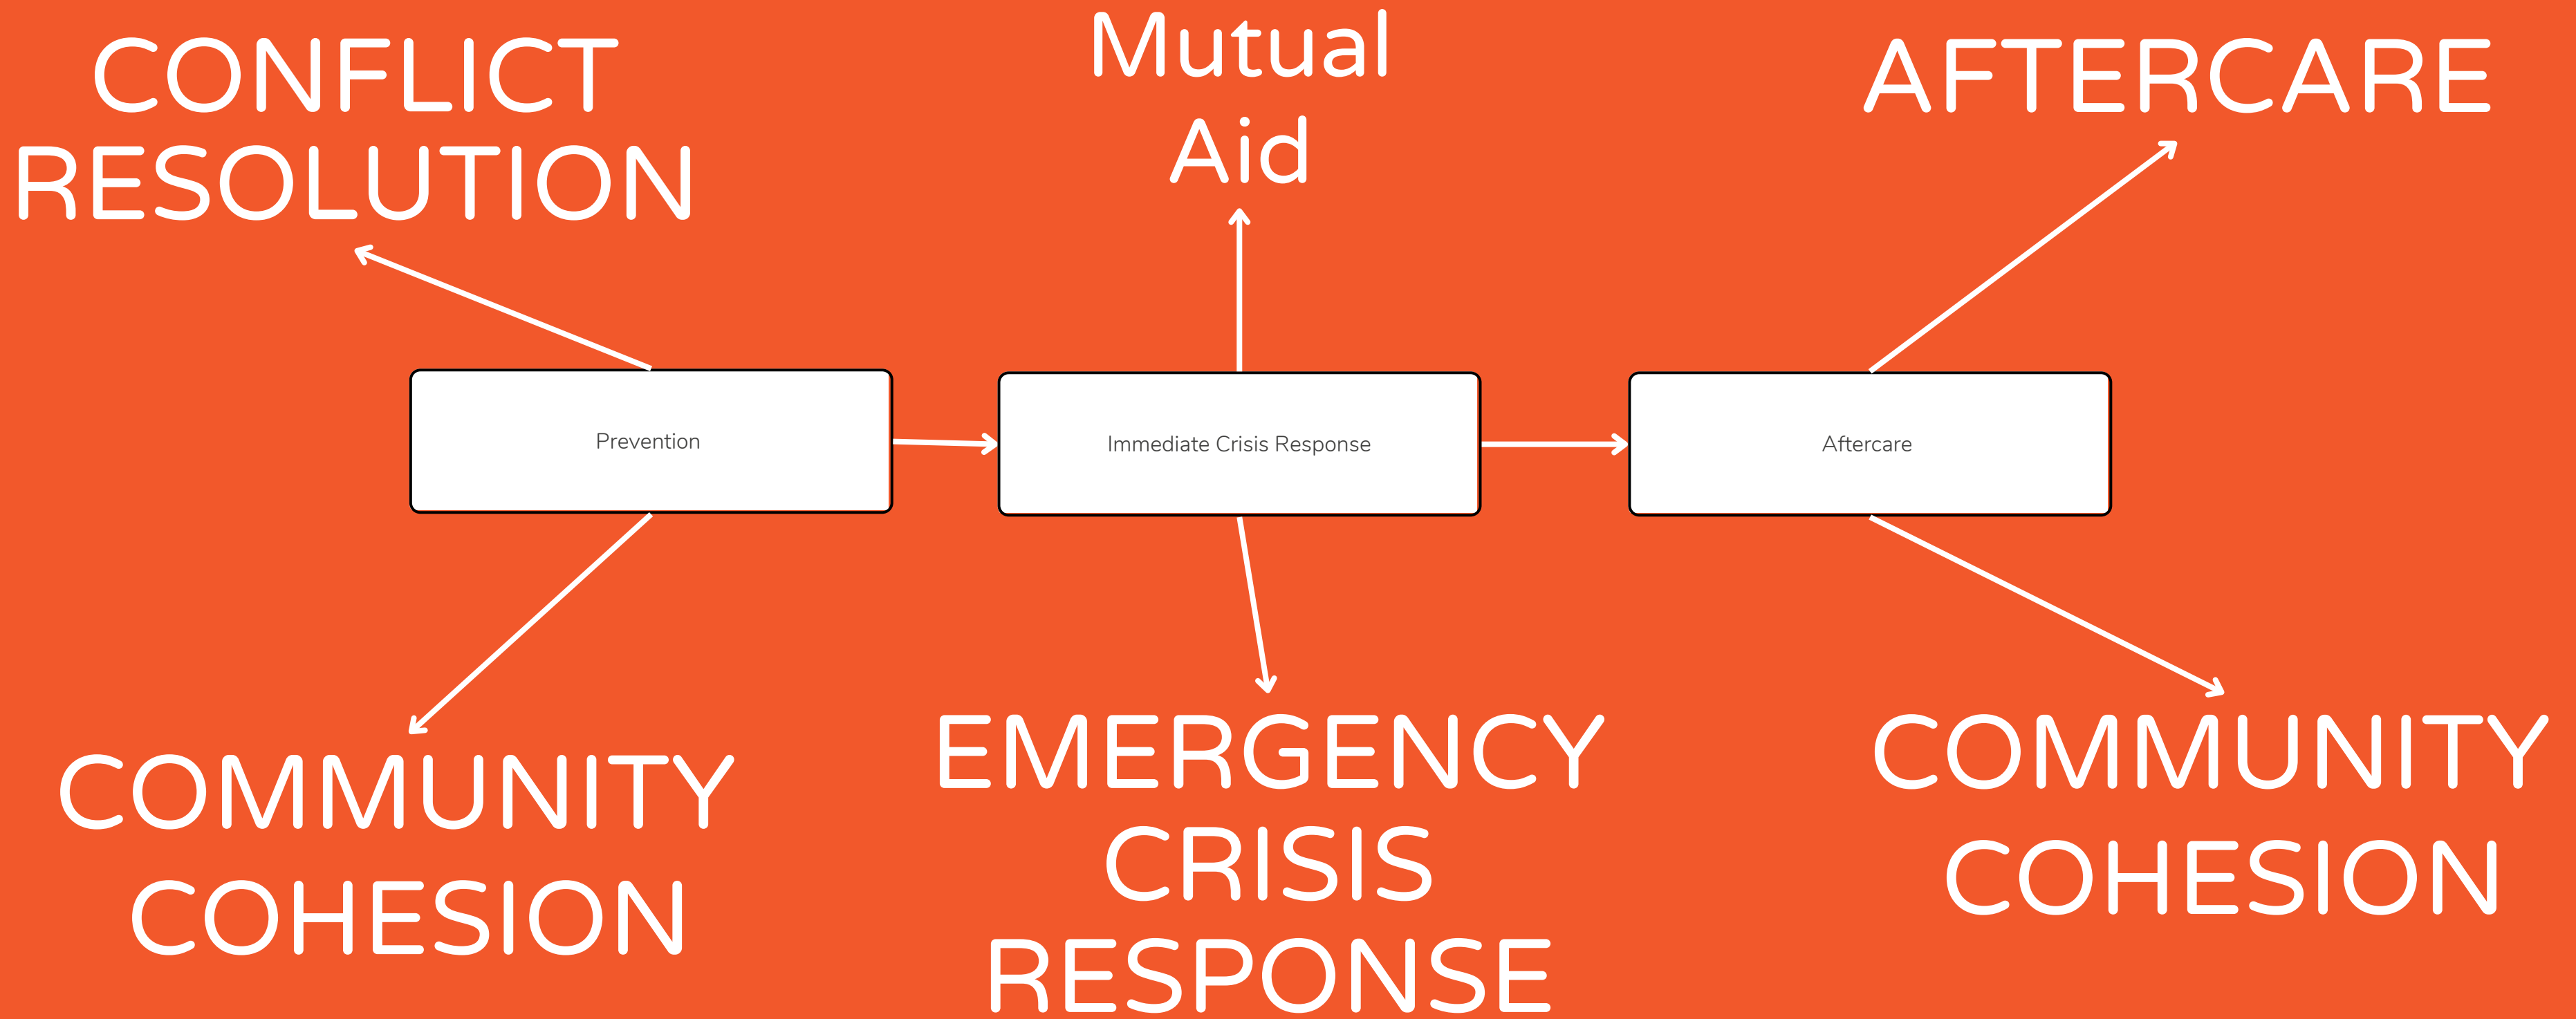 CONFLICT
RESOLUTION
Mutual
Aid
AFTERCARE
Prevention
Immediate Crisis Response
Aftercare
COMMUNITY
COHESION
EMERGENCY
CRISIS
RESPONSE
COMMUNITY
COHESION